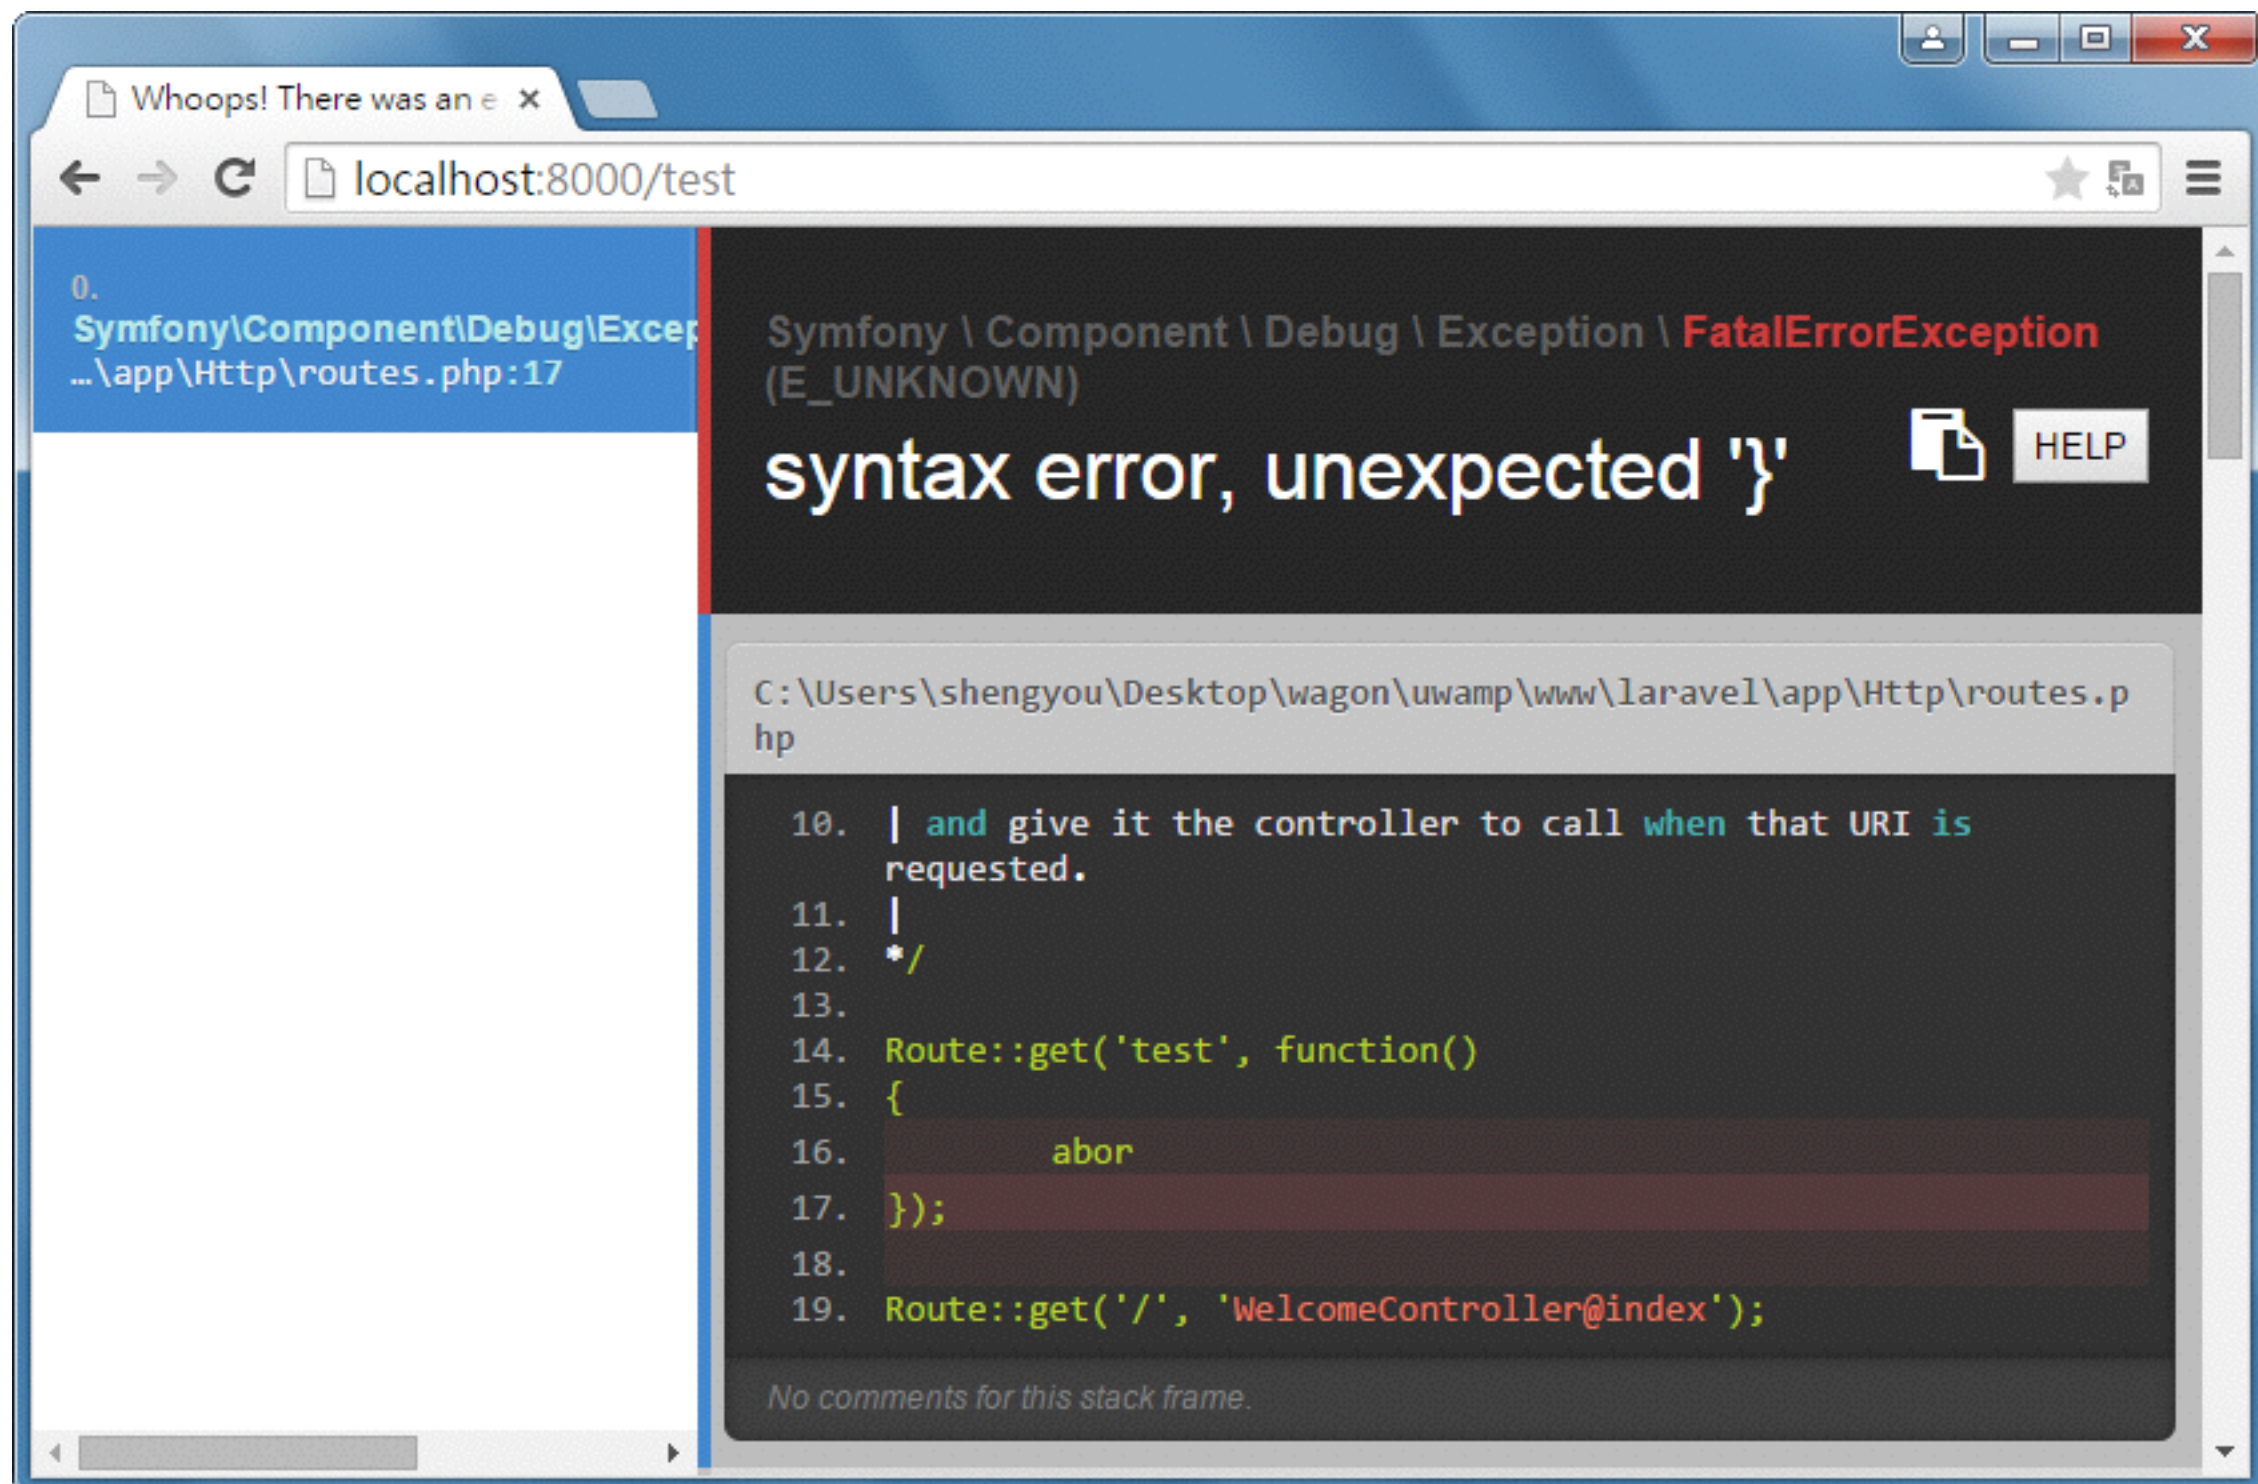 Whoops! There was an e
localhost:8000/test
0.
Symfony\Component\Debug\Excep
…\app\Http\routes.php:17
Symfony \ Component \ Debug \ Exception \ FatalErrorException
(E_UNKNOWN)
syntax error, unexpected '}'
HELP
C:\Users\shengyou\Desktop\wagon\uwamp\www\laravel\app\Http\routes.p
hp
10. | and give it the controller to call when that URI is
requested.
11. |
12. */
13.
14. Route::get('test', function()
15. {
16. abor
17. });
18.
19. Route::get('/', 'WelcomeController@index');
No comments for this stack frame.